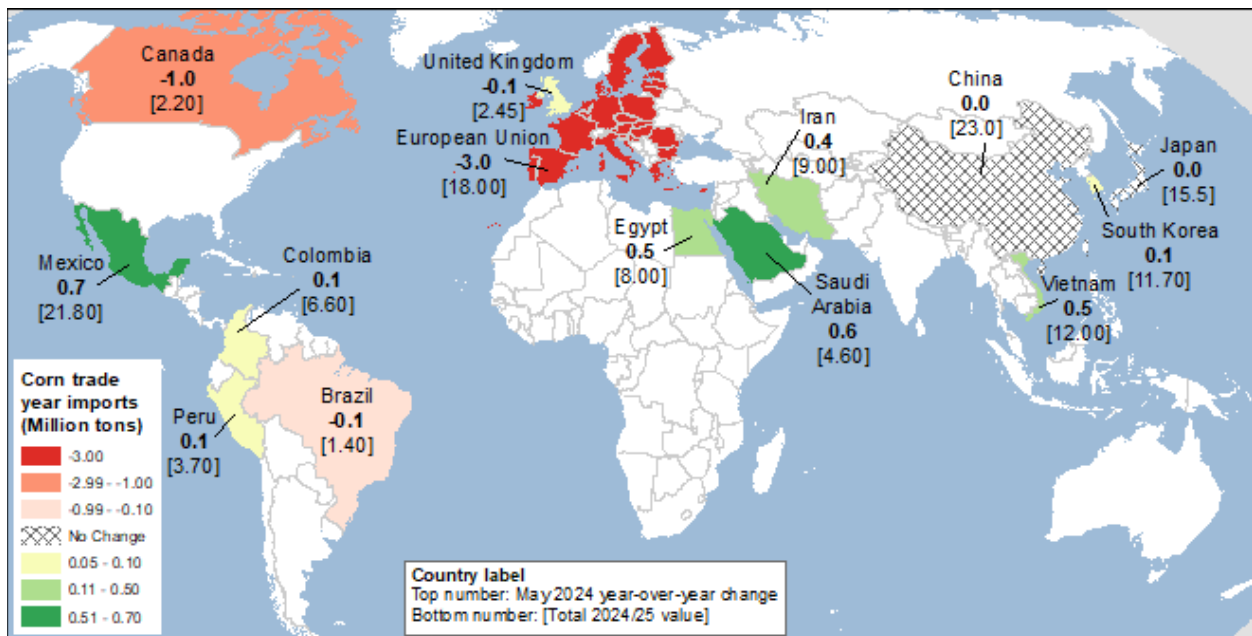 Canada
-1.0
[2.20]
United Kingdom
-0.1
[2.45]
European Union
-3.0
[18.00]
Iran
0.4
[9.00]
China
0.0
[23.0]
Japan
0.0
[15.5]
South Korea
0.1
[11.70]
Mexico
0.7
[21.80]
Colombia
0.1
[6.60]
Egypt
0.5
[8.00]
Saudi
Arabia
0.6
[4.60]
Vietnam
0.5
[12.00]
Peru
0.1
[3.70]
Brazil
-0.1
[1.40]
Corn trade
year imports
(Million tons)
-3.00
-2.99 - -1.00
-0.99 - -0.10
No Change
0.05 - 0.10
0.11 - 0.50
0.51 - 0.70
Country label
Top number: May 2024 year-over-year change
Bottom number: [Total 2024/25 value]